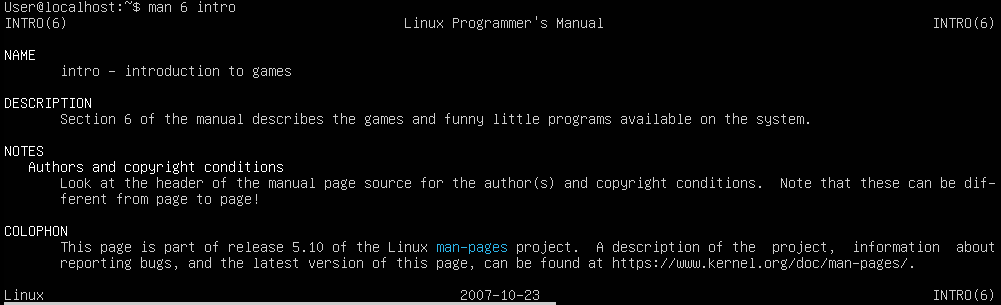 User@localhost:~$ man 6 intro
INTRO(6) Linux Programmer's Manual INTRO(6)
NAME
intro - introduction to games
DESCRIPTION
Section 6 of the manual describes the games and funny little programs available on the system.
NOTES
Authors and copyright conditions
Look at the header of the manual page source for the author(s) and copyright conditions. Note that these can be dif-
ferent from page to page!
COLOPHON
This page is part of release 5.10 of the Linux man-pages project. A description of the project, information about
reporting bugs, and the latest version of this page, can be found at https://www.kernel.org/doc/man-pages/.
Linux 2007-10-23 INTRO(6)